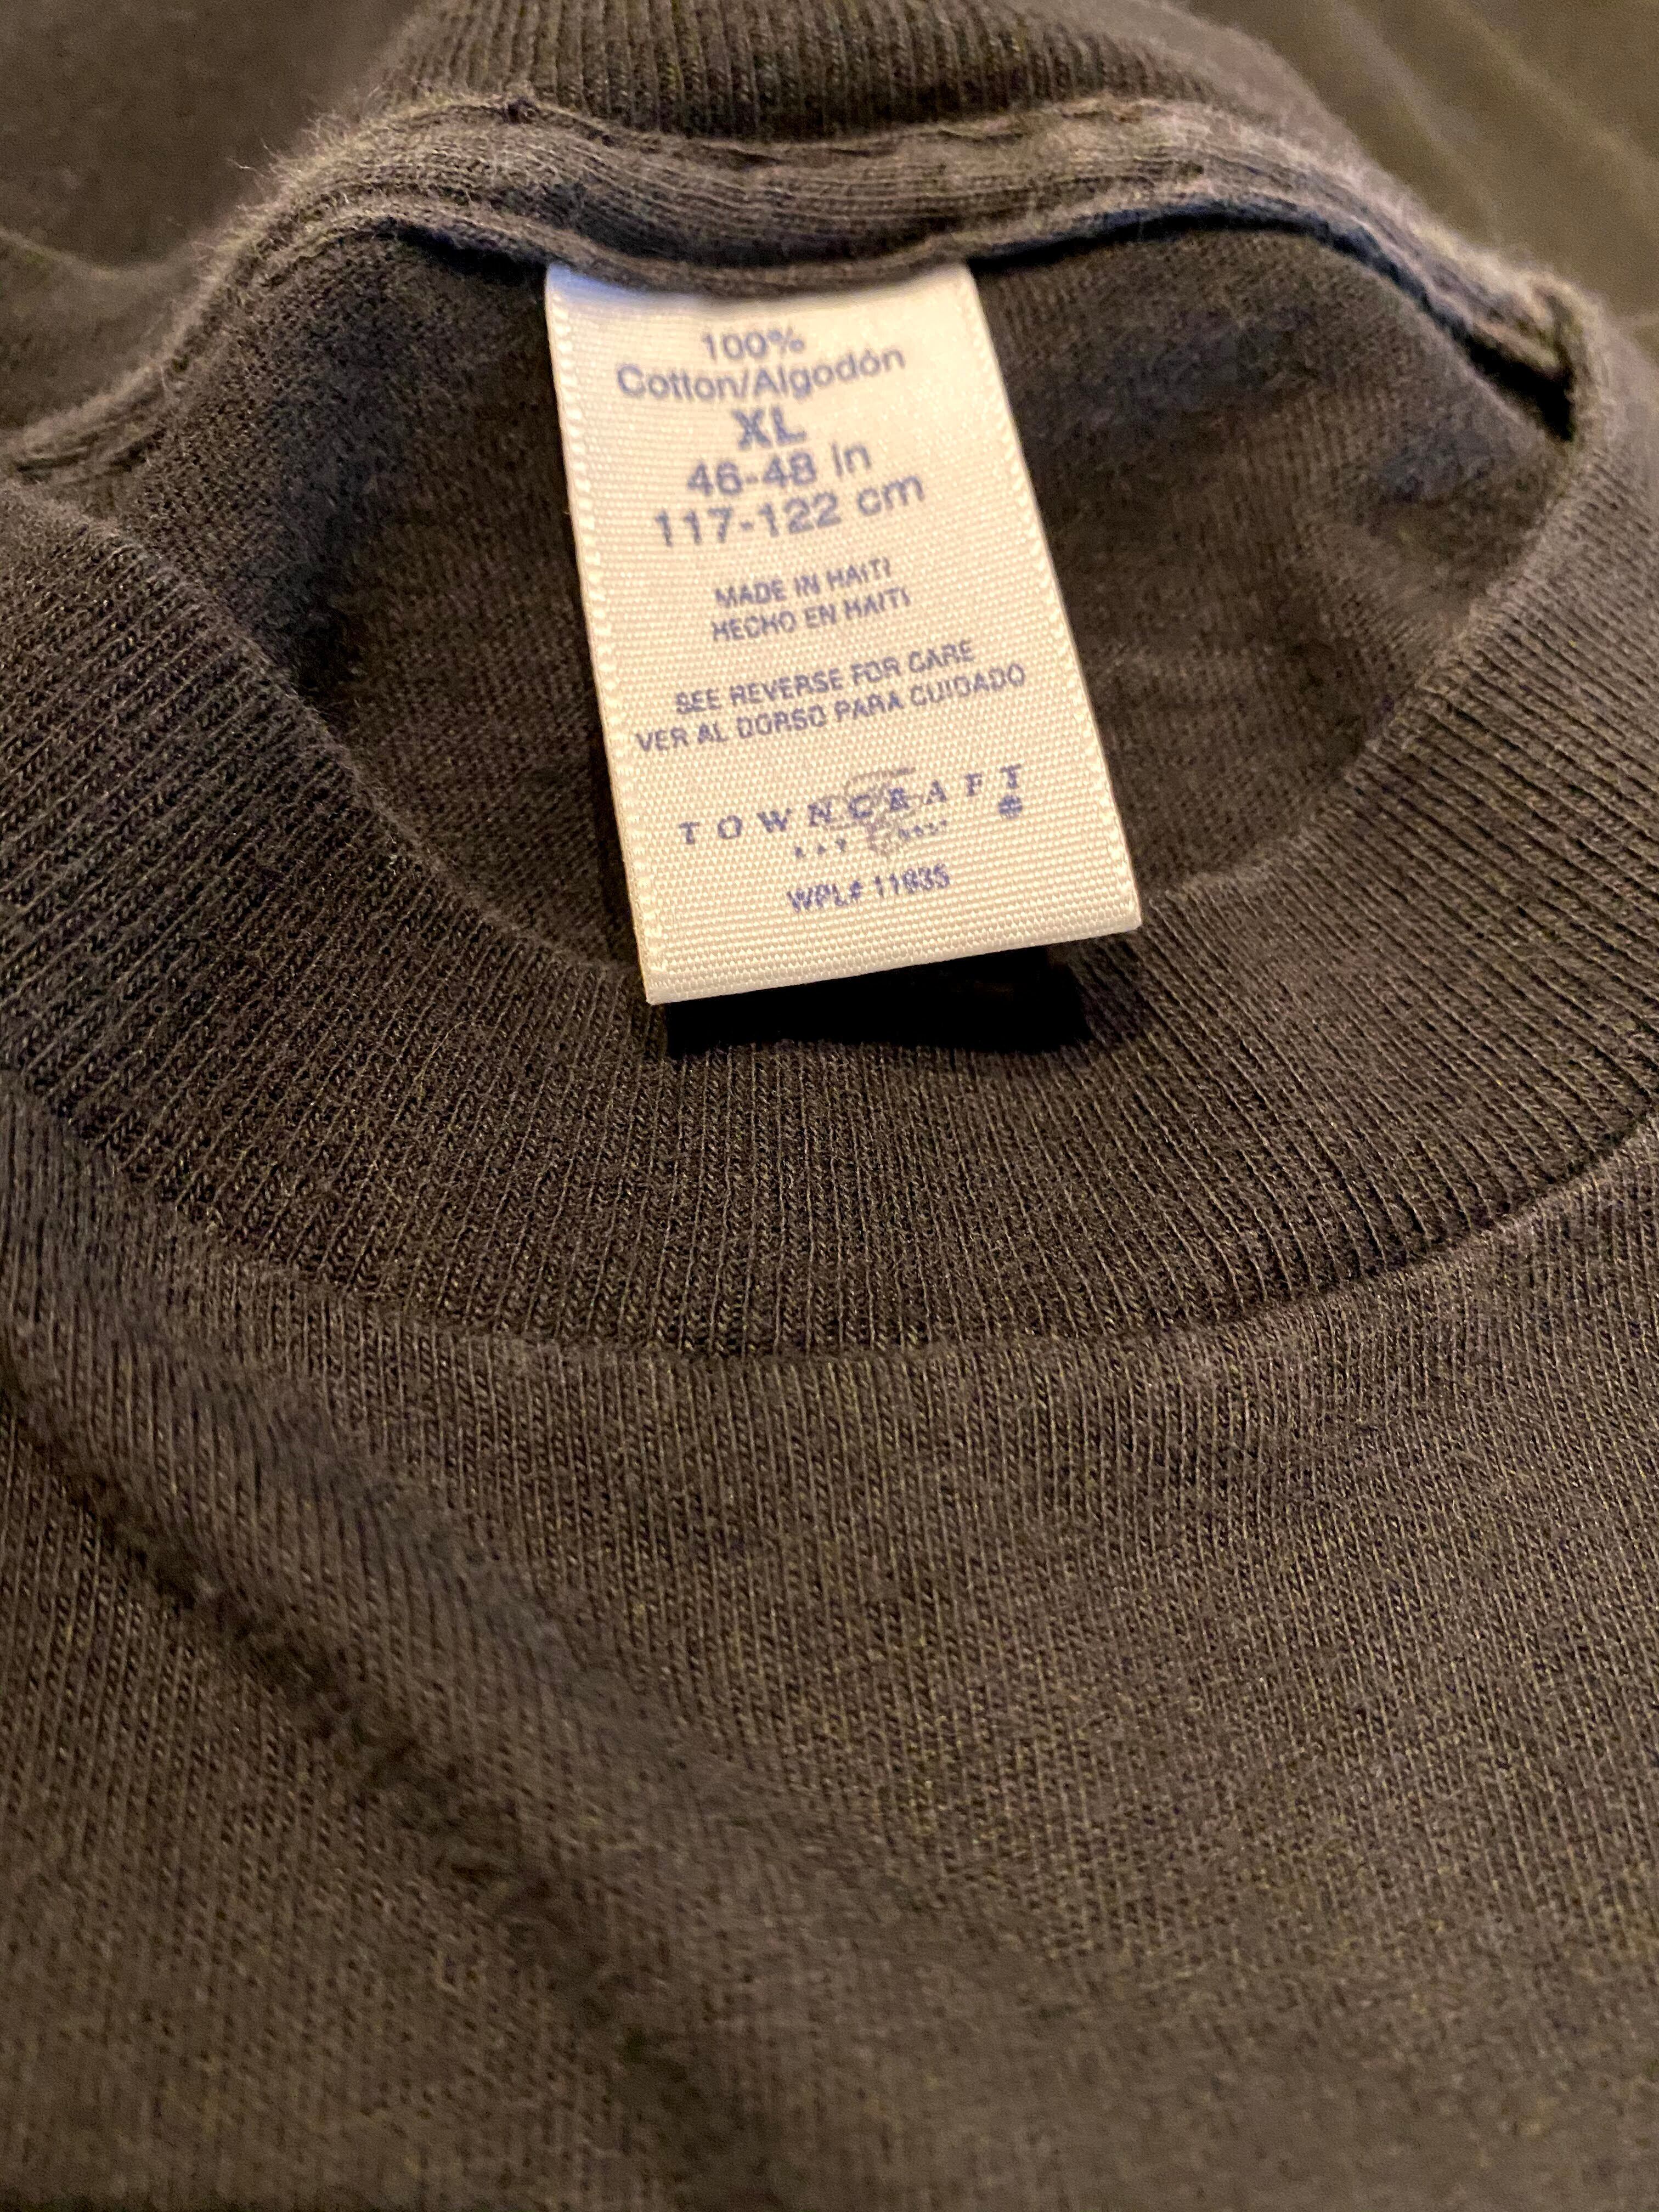 100%
Cotton/Algodón
XL
46-48 in
117-122 cm
MADE IN HAITI
HECHO EN HAITI
SEE REVERSE FOR CARE
VER AL DORSO PARA CUIDADO
TOWNCRAFT
WPL# 11835